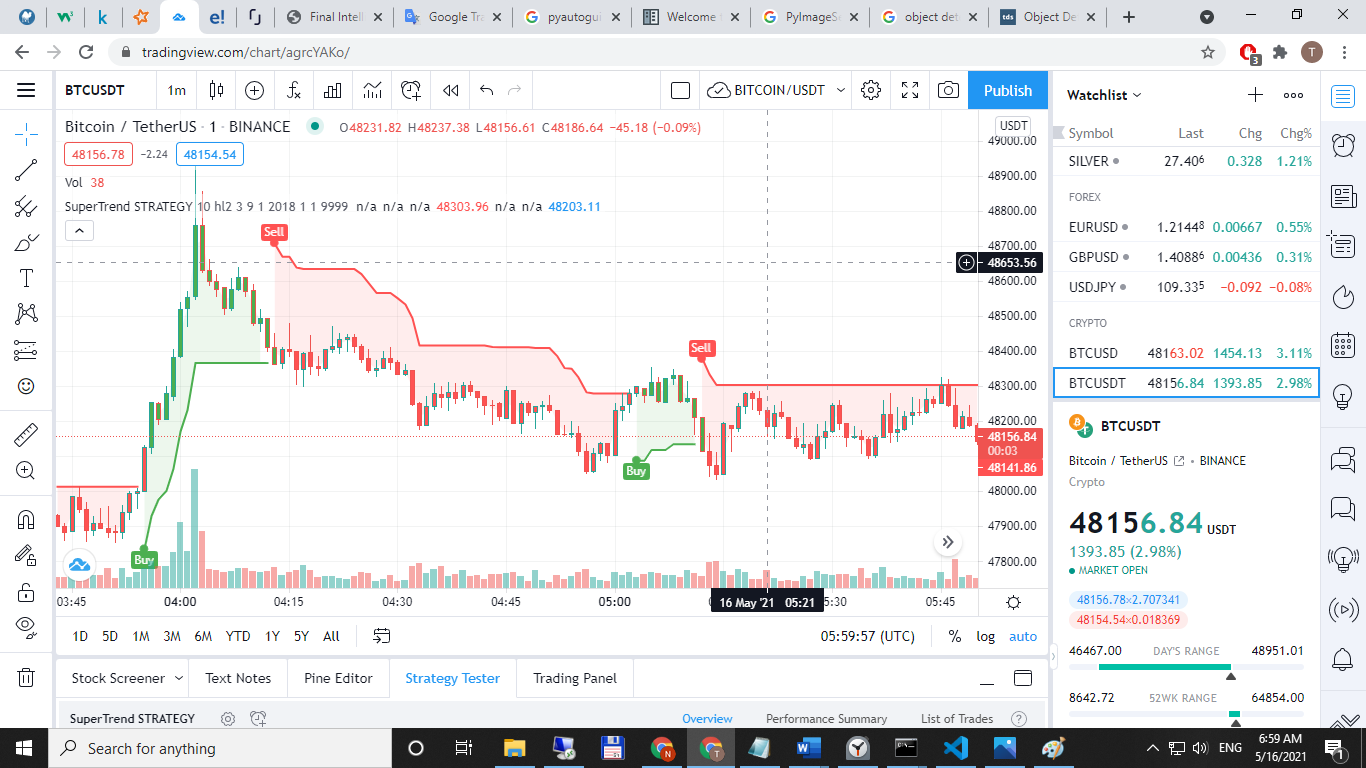 Final Intell
Google Tra
pyautogui
Welcome
PyImageSe
object det
tds Object De
tradingview.com/chart/agrcYAKo/
3
T
BTCUSDT 1m
BITCOIN/USDT
Publish
Bitcoin / TetherUS · 1 · BINANCE O48231.82 H48237.38 L48156.61 C48186.64 −45.18 (−0.09%)
48156.78 −2.24 48154.54
Vol 38
SuperTrend STRATEGY 10 hl2 3 9 1 2018 1 1 9999 n/a n/a n/a 48303.96 n/a n/a 48203.11
Sell
Sell
Buy
Buy
USDT
49000.00
48900.00
48800.00
48700.00
48653.56
48600.00
48500.00
48400.00
48300.00
48200.00
48156.84
00:03
48141.86
48000.00
47900.00
47800.00
03:45 04:00 04:15 04:30 04:45 05:00 16 May '21 05:21 05:30 05:45
1D 5D 1M 3M 6M YTD 1Y 5Y All
05:59:57 (UTC) % log auto
Stock Screener Text Notes Pine Editor Strategy Tester Trading Panel
SuperTrend STRATEGY
Overview Performance Summary List of Trades
Watchlist
Symbol Last Chg Chg%
SILVER 27.406 0.328 1.21%
FOREX
EURUSD 1.21448 0.00667 0.55%
GBPUSD 1.40886 0.00436 0.31%
USDJPY 109.335 −0.092 −0.08%
CRYPTO
BTCUSD 48163.02 1454.13 3.11%
BTCUSDT 48156.84 1393.85 2.98%
BTCUSDT
Bitcoin / TetherUS • BINANCE
Crypto
48156.84 USDT
1393.85 (2.98%)
MARKET OPEN
48156.78×2.707341
48154.54×0.018369
46467.00 DAY'S RANGE 48951.01
8642.72 52WK RANGE 64854.00
Search for anything
ENG
6:59 AM
5/16/2021
1